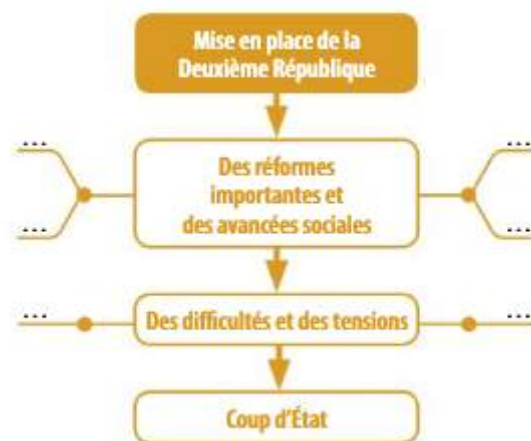 Mise en place de la
Deuxième République
...
...
Des réformes
importantes et
des avancées sociales
...
...
...
Des difficultés et des tensions
...
Coup d'État